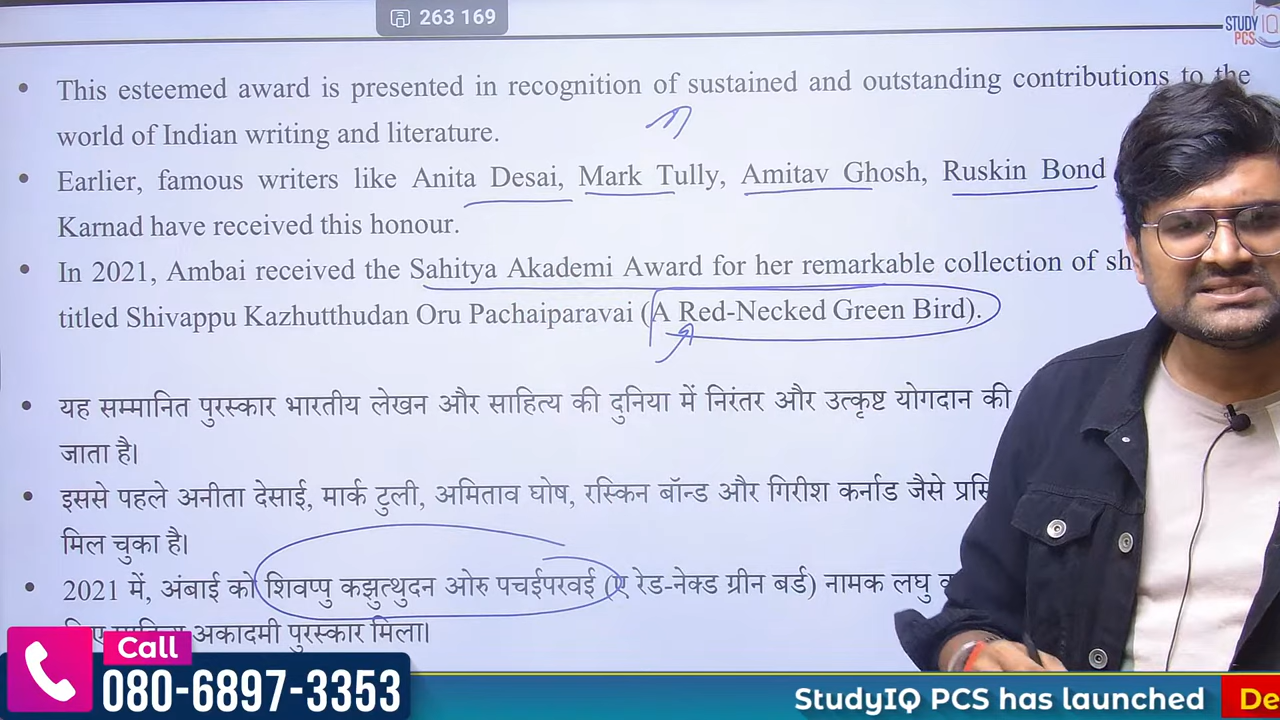 263 169
STUDY IQ
PCS
This esteemed award is presented in recognition of sustained and outstanding contributions to the
world of Indian writing and literature.
Earlier, famous writers like Anita Desai, Mark Tully, Amitav Ghosh, Ruskin Bond
Karnad have received this honour.
In 2021, Ambai received the Sahitya Akademi Award for her remarkable collection of
titled Shivappu Kazhutthudan Oru Pachaiparavai (A Red-Necked Green Bird).
यह सम्मानित पुरस्कार भारतीय लेखन और साहित्य की दुनिया में निरंतर और उत्कृष्ट योगदान की
जाता है।
इससे पहले अनीता देसाई, मार्क टुली, अमिताव घोष, रस्किन बॉन्ड और गिरीश कर्नाड जैसे
मिल चुका है।
2021 में, अंबाई को शिवप्पु कझुत्थुदन ओरु पचईपरवई (ए रेड-नेक्ड ग्रीन बर्ड) नामक लघु
अकादमी पुरस्कार मिला।
Call
080-6897-3353
StudyIQ PCS has launched